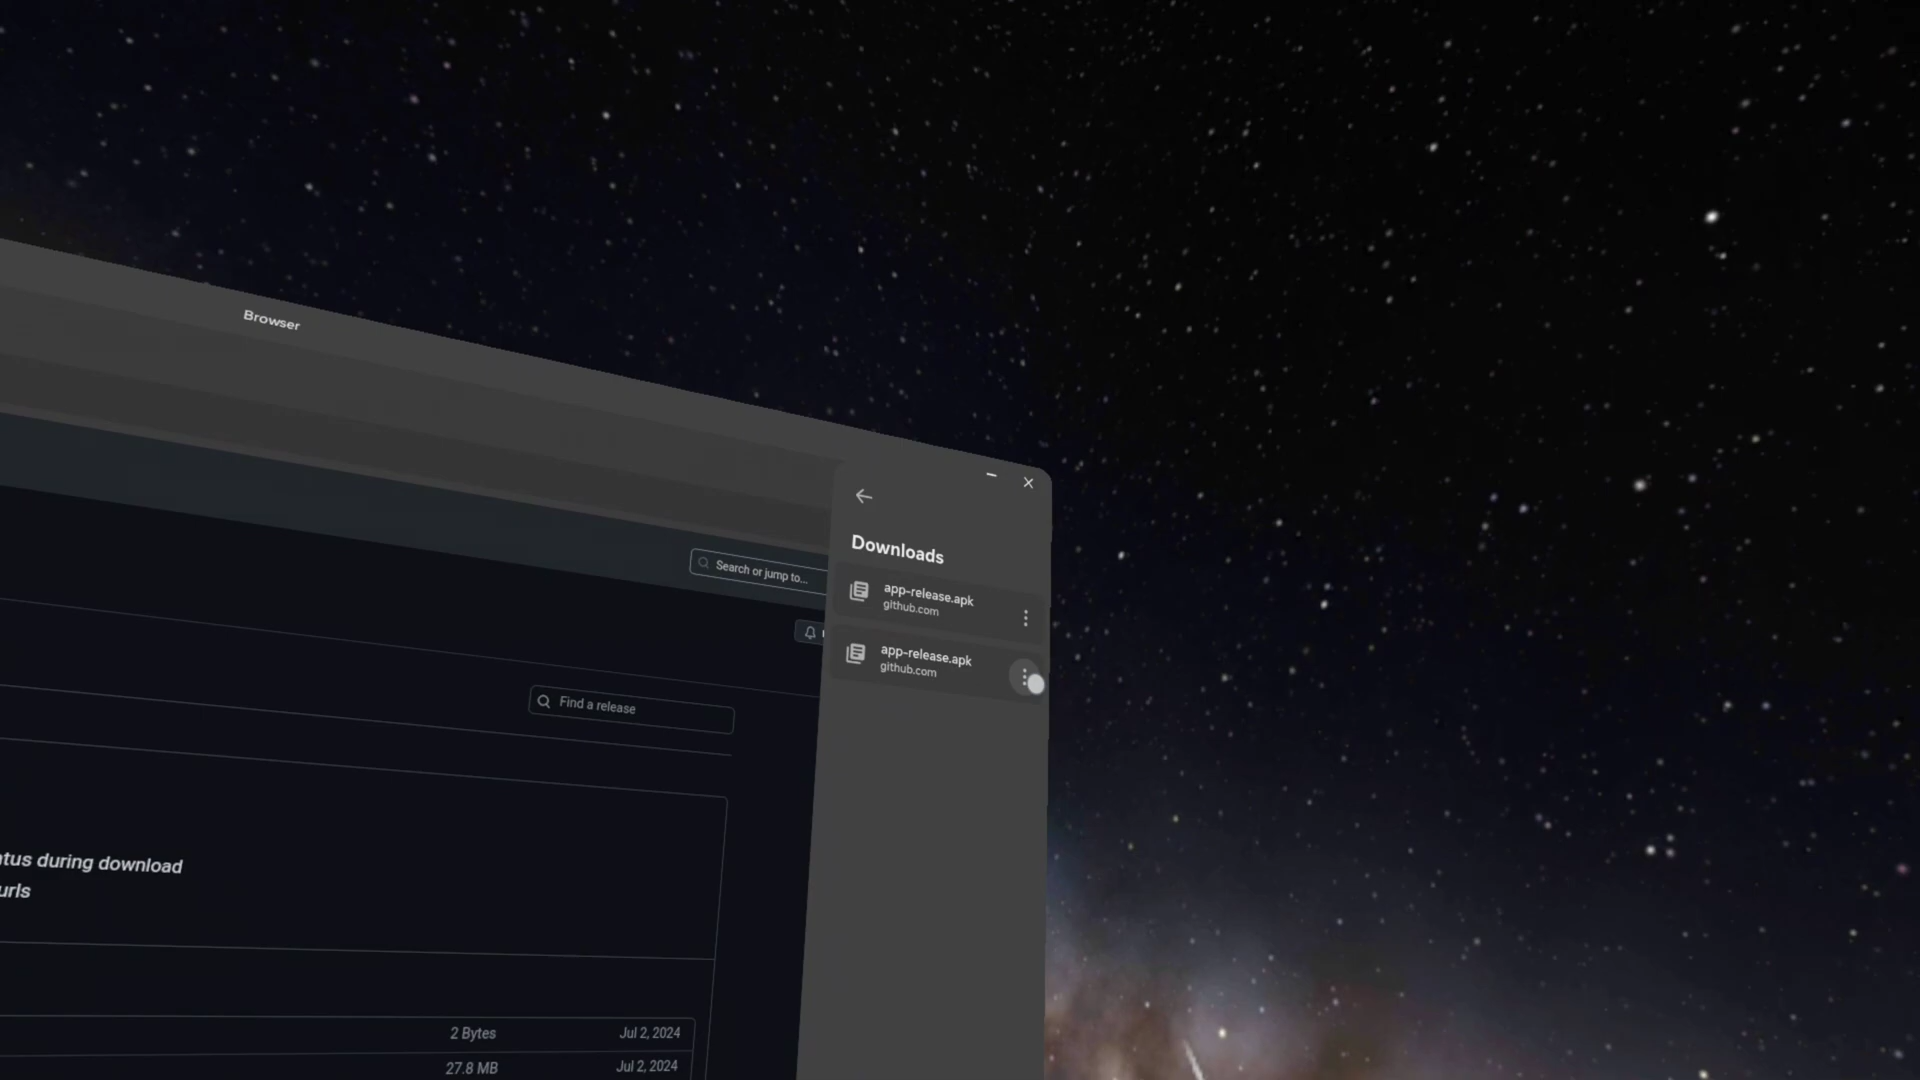 Browser
Search or jump to...
Downloads
app-release.apk
github.com
app-release.apk
github.com
Find a release
during download
urls
2 Bytes
Jul 2, 2024
27.8 MB
Jul 2, 2024